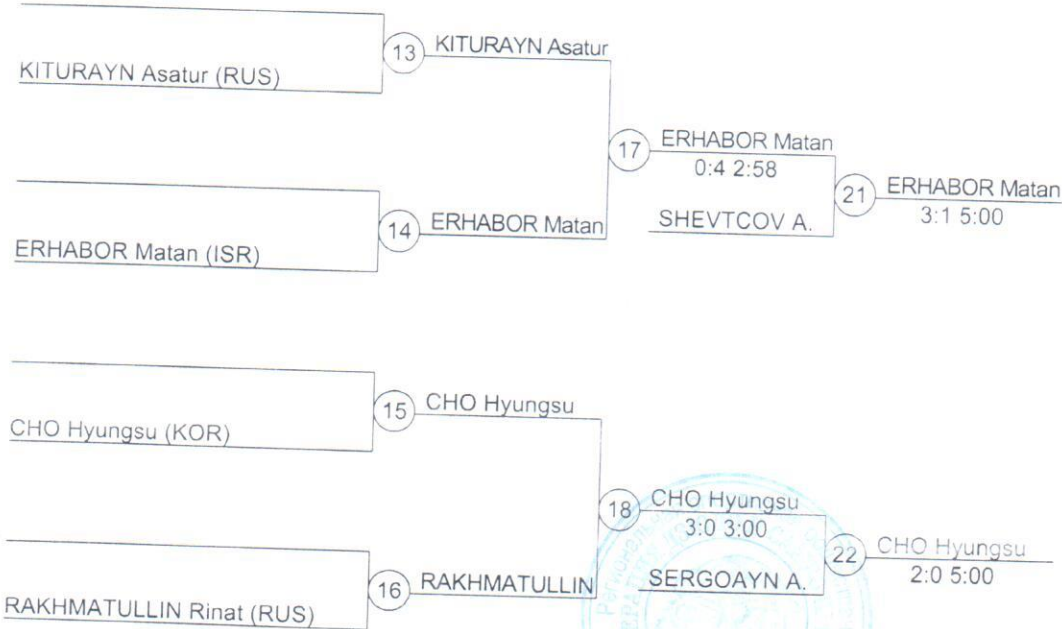 KITURAYN Asatur (RUS)
13
KITURAYN Asatur
ERHABOR Matan (ISR)
14
ERHABOR Matan
17
ERHABOR Matan
0:4 2:58
SHEVTCOV A.
21
ERHABOR Matan
3:1 5:00
CHO Hyungsu (KOR)
15
CHO Hyungsu
RAKHMATULLIN Rinat (RUS)
16
RAKHMATULLIN
18
CHO Hyungsu
3:0 3:00
SERGOAYN A.
22
CHO Hyungsu
2:0 5:00